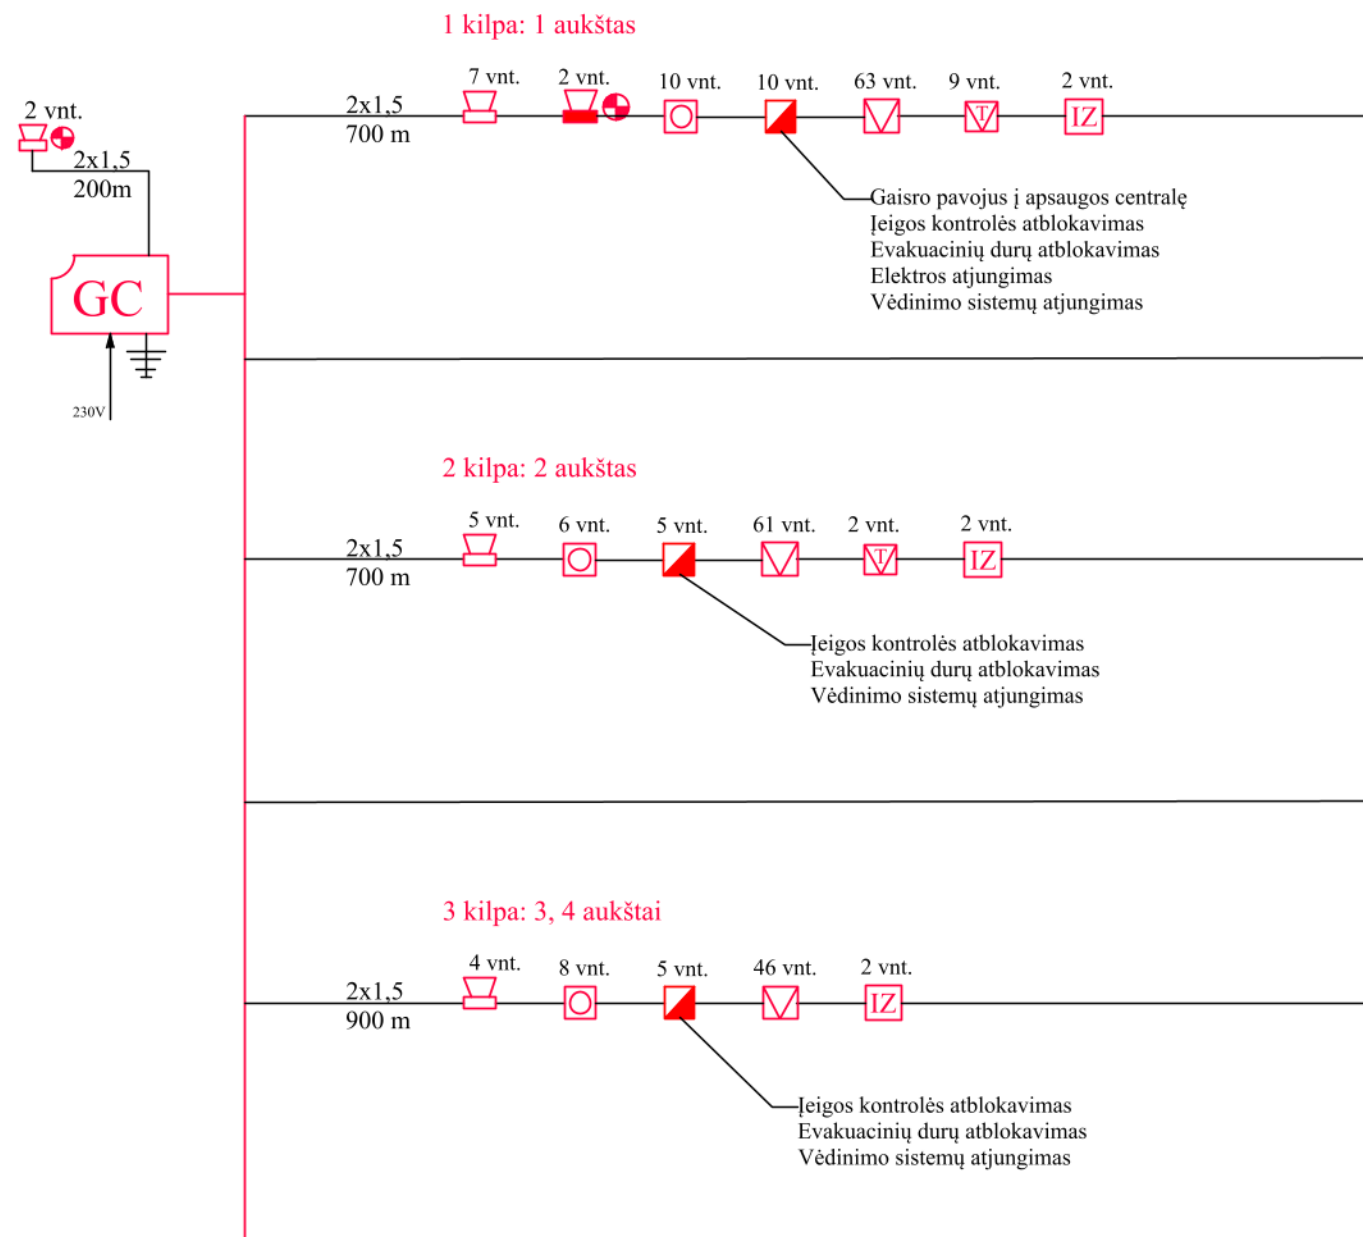 1 kilpa: 1 aukštas
7 vnt.
2 vnt.
10 vnt.
10 vnt.
63 vnt.
9 vnt.
2 vnt.
2x1,5
700 m
T
IZ
2 vnt.
2x1,5
200m
GC
230V
Gaisro pavojus į apsaugos centralę
Įeigos kontrolės atblokavimas
Evakuacinių durų atblokavimas
Elektros atjungimas
Vėdinimo sistemų atjungimas
2 kilpa: 2 aukštas
5 vnt.
6 vnt.
5 vnt.
61 vnt.
2 vnt.
2 vnt.
2x1,5
700 m
T
IZ
Įeigos kontrolės atblokavimas
Evakuacinių durų atblokavimas
Vėdinimo sistemų atjungimas
3 kilpa: 3, 4 aukštai
4 vnt.
8 vnt.
5 vnt.
46 vnt.
2 vnt.
2x1,5
900 m
IZ
Įeigos kontrolės atblokavimas
Evakuacinių durų atblokavimas
Vėdinimo sistemų atjungimas